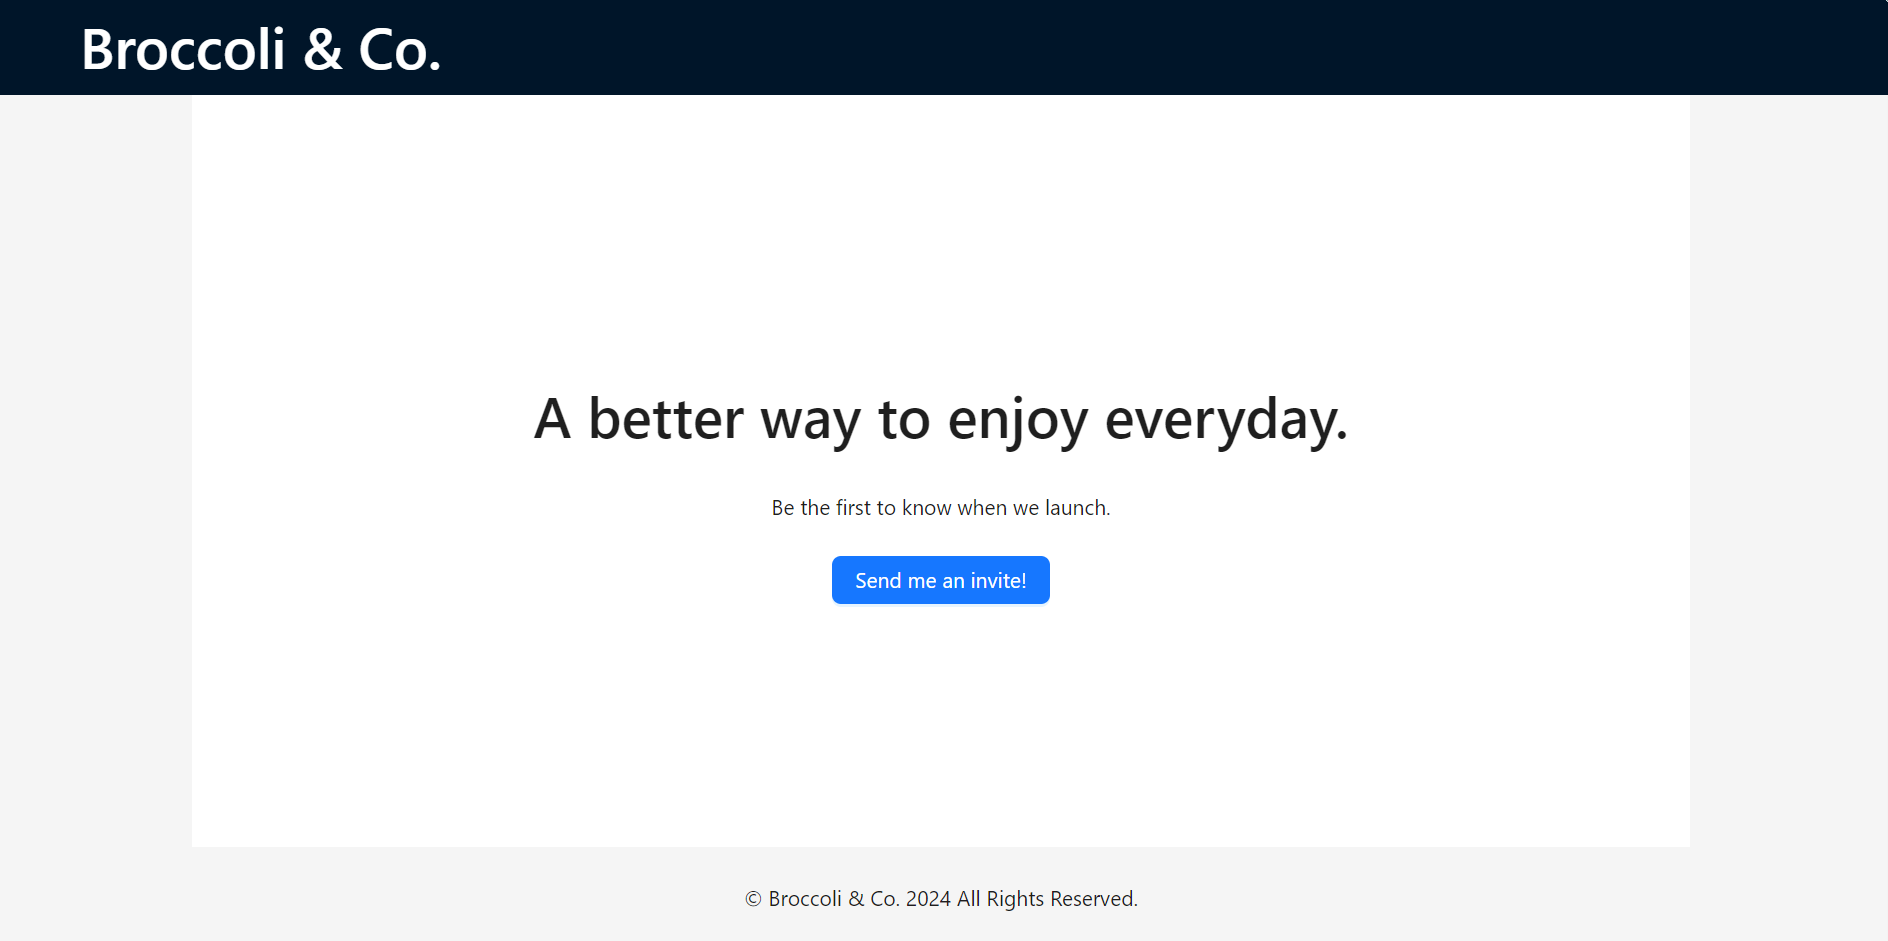 Broccoli & Co.
A better way to enjoy everyday.
Be the first to know when we launch.
Send me an invite!
© Broccoli & Co. 2024 All Rights Reserved.